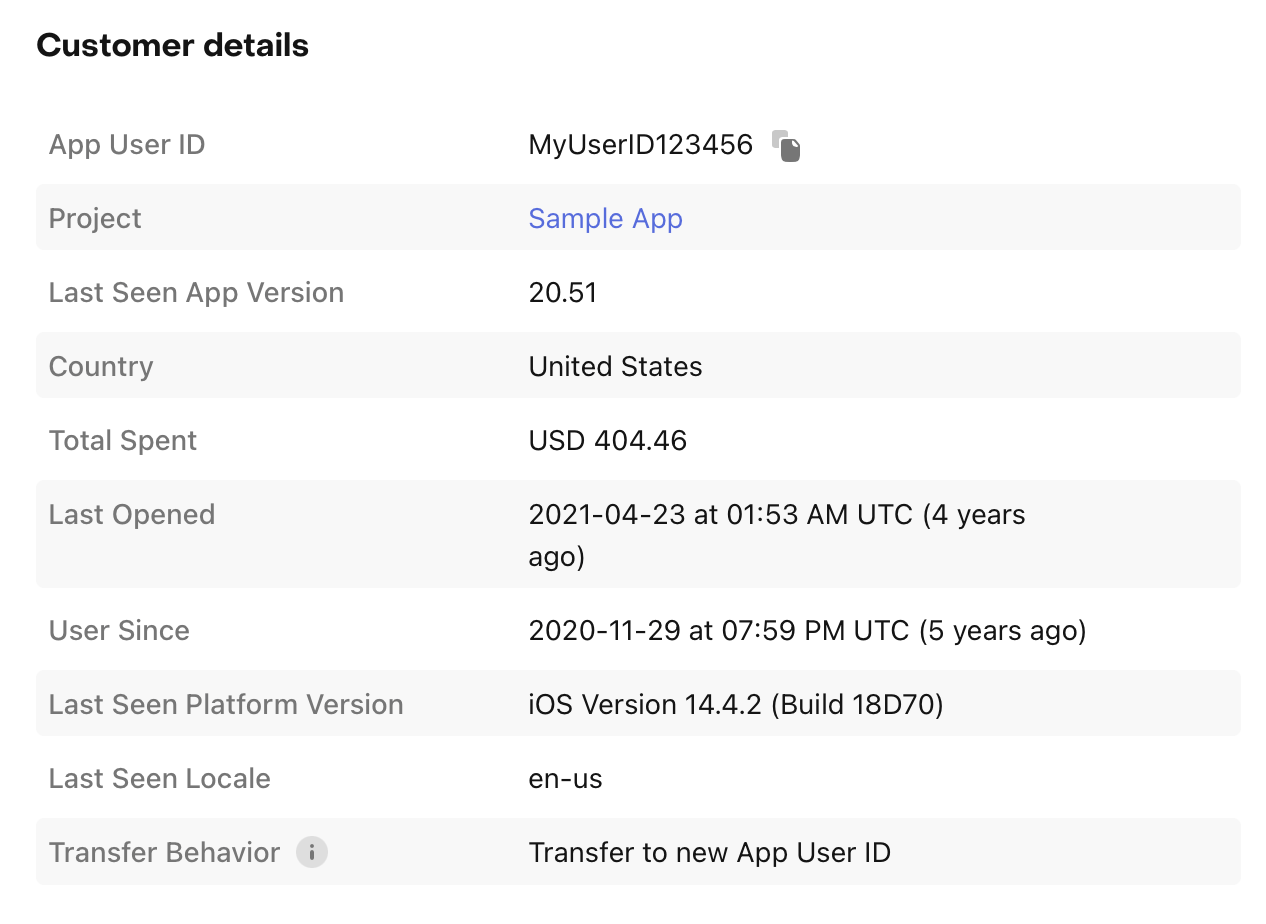 Customer details
App User ID MyUserID123456
Project Sample App
Last Seen App Version 20.51
Country United States
Total Spent USD 404.46
Last Opened 2021-04-23 at 01:53 AM UTC (4 years
ago)
User Since 2020-11-29 at 07:59 PM UTC (5 years ago)
Last Seen Platform Version iOS Version 14.4.2 (Build 18D70)
Last Seen Locale en-us
Transfer Behavior i Transfer to new App User ID